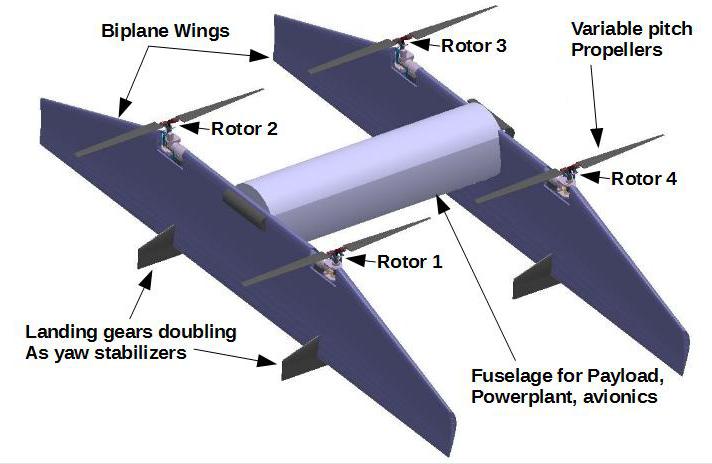 Biplane Wings
Rotor 3
Variable pitch
Propellers
Rotor 2
Rotor 4
Rotor 1
Landing gears doubling
As yaw stabilizers
Fuselage for Payload,
Powerplant, avionics